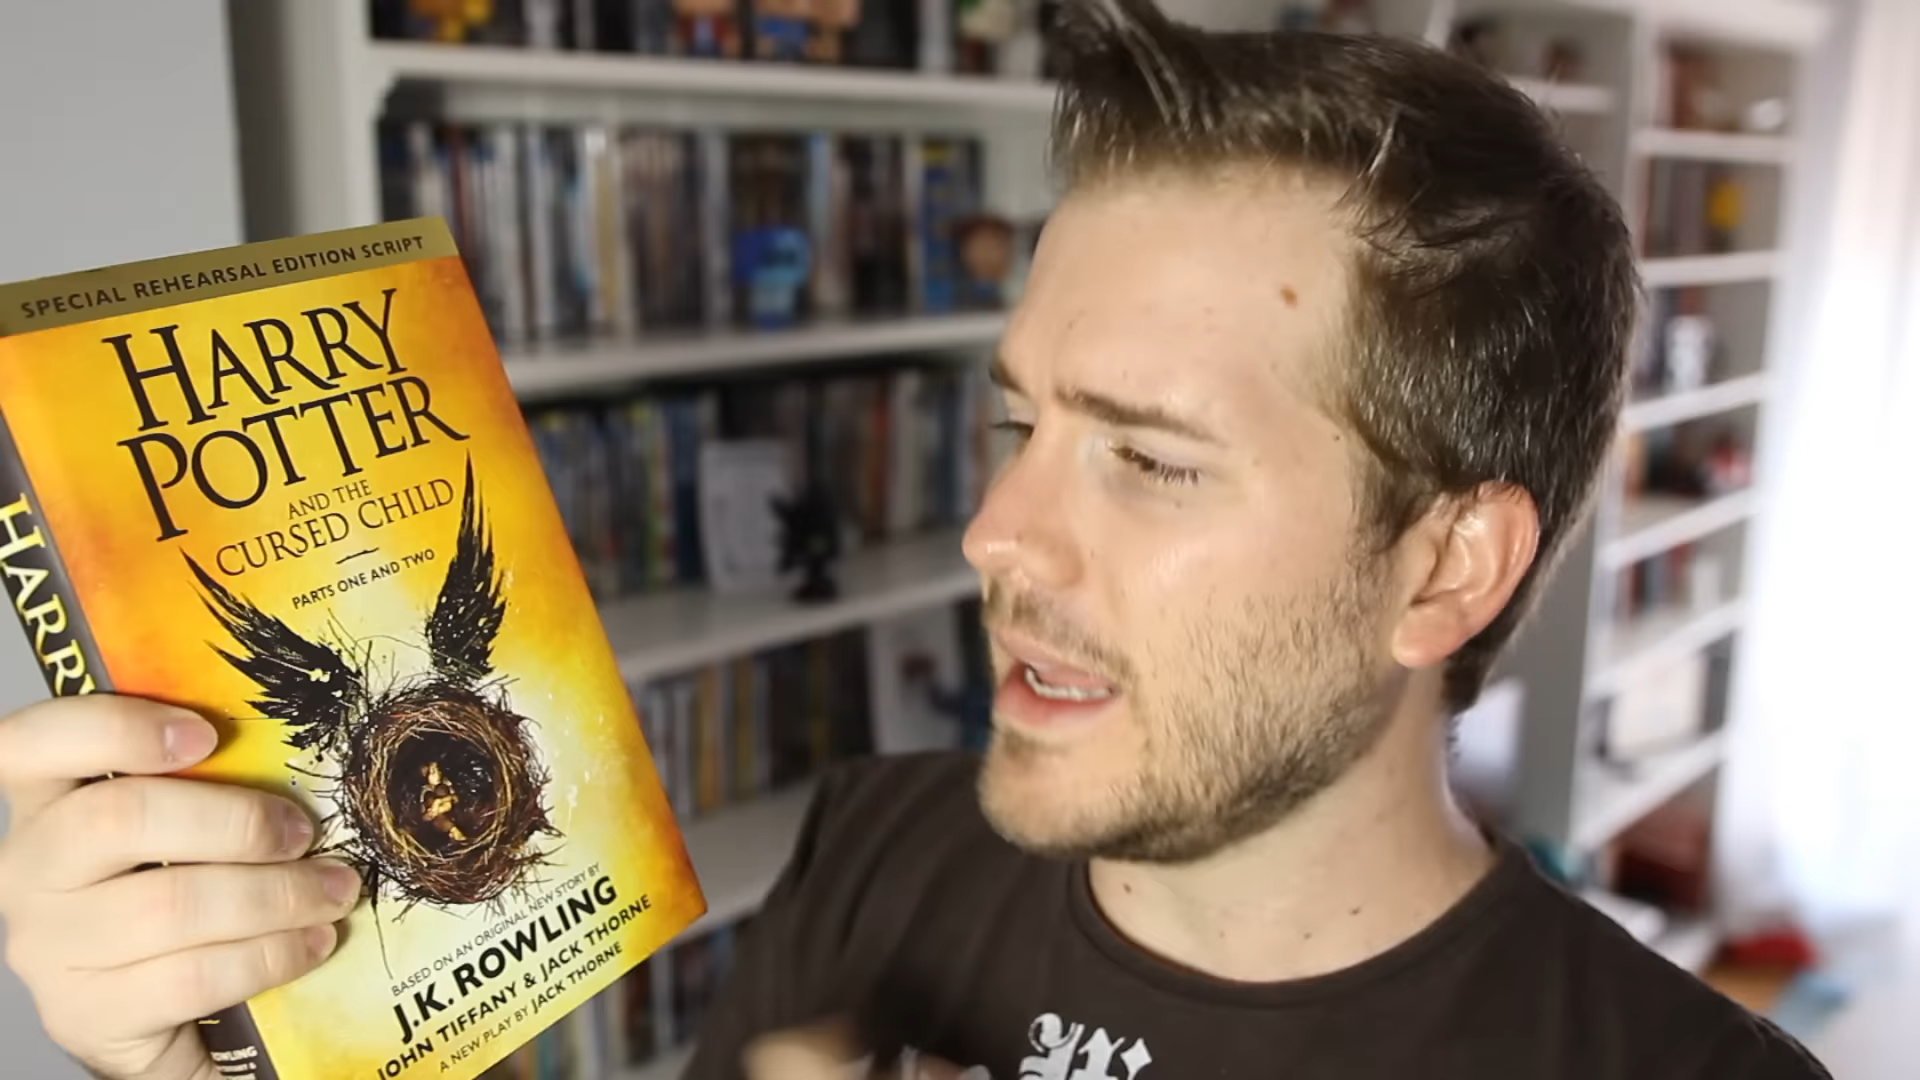 SPECIAL REHEARSAL EDITION SCRIPT
HARRY
POTTER
AND THE
CURSED CHILD
PARTS ONE AND TWO
BASED ON AN ORIGINAL NEW STORY BY
J.K. ROWLING
JOHN TIFFANY & JACK THORNE
A NEW PLAY BY JACK THORNE
HARRY